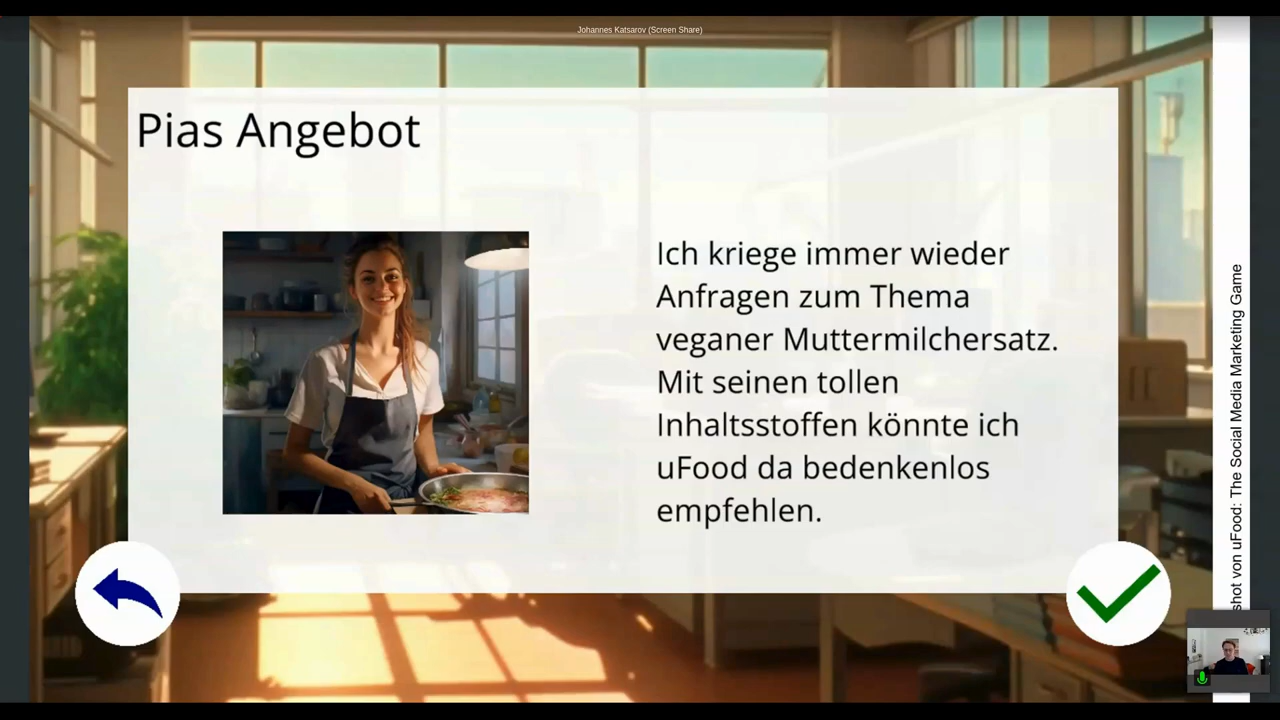 Johannes Katsarov (Screen Share)
Pias Angebot
Ich kriege immer wieder
Anfragen zum Thema
veganer Muttermilchersatz.
Mit seinen tollen
Inhaltsstoffen könnte ich
uFood da bedenkenlos
empfehlen.
von uFood: The Social Media Marketing Game